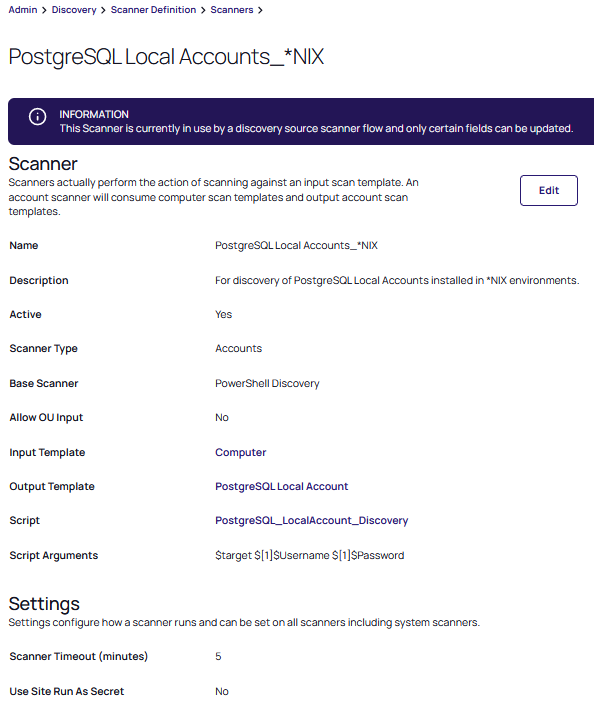 Admin > Discovery > Scanner Definition > Scanners >
PostgreSQL Local Accounts_*NIX
INFORMATION
This Scanner is currently in use by a discovery source scanner flow and only certain fields can be updated.
Scanner
Scanners actually perform the action of scanning against an input scan template. An
account scanner will consume computer scan templates and output account scan
templates.
Edit
Name PostgreSQL Local Accounts_*NIX
Description For discovery of PostgreSQL Local Accounts installed in *NIX environments.
Active Yes
Scanner Type Accounts
Base Scanner PowerShell Discovery
Allow OU Input No
Input Template Computer
Output Template PostgreSQL Local Account
Script PostgreSQL_LocalAccount_Discovery
Script Arguments $target $[1]$Username $[1]$Password
Settings
Settings configure how a scanner runs and can be set on all scanners including system scanners.
Scanner Timeout (minutes) 5
Use Site Run As Secret No